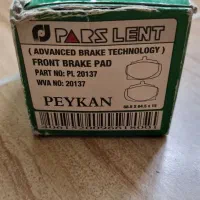 PARS LENT
( ADVANCED BRAKE TECHNOLOGY )
FRONT BRAKE PAD
PART NO: PL 20137
WVA NO: 20137
PEYKAN